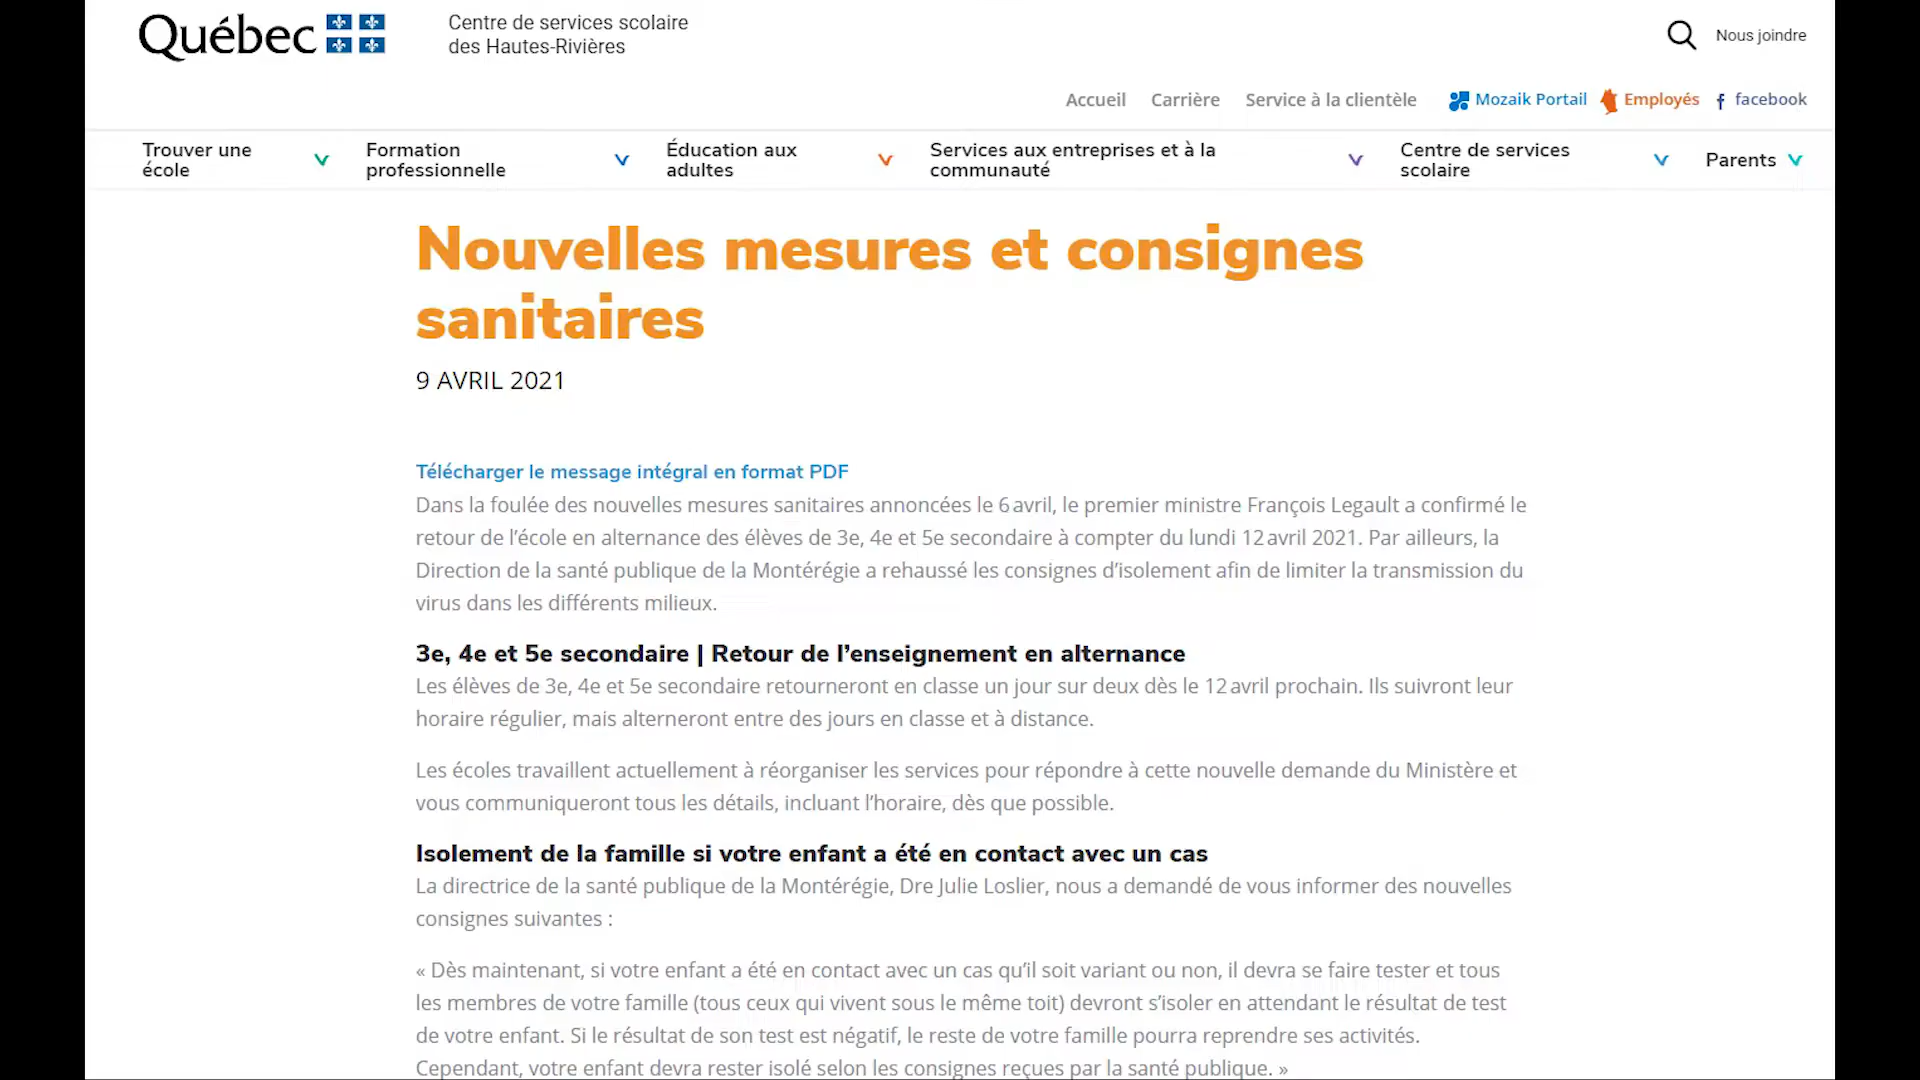 Québec
Centre de services scolaire
des Hautes-Rivières
Nous joindre
Accueil Carrière Service à la clientèle Mozaik Portail Employés facebook
Trouver une
école
Formation
professionnelle
Éducation aux
adultes
Services aux entreprises et à la
communauté
Centre de services
scolaire
Parents
Nouvelles mesures et consignes
sanitaires
9 AVRIL 2021
Télécharger le message intégral en format PDF
Dans la foulée des nouvelles mesures sanitaires annoncées le 6 avril, le premier ministre François Legault a confirmé le
retour de l’école en alternance des élèves de 3e, 4e et 5e secondaire à compter du lundi 12 avril 2021. Par ailleurs, la
Direction de la santé publique de la Montérégie a rehaussé les consignes d’isolement afin de limiter la transmission du
virus dans les différents milieux.
3e, 4e et 5e secondaire | Retour de l’enseignement en alternance
Les élèves de 3e, 4e et 5e secondaire retourneront en classe un jour sur deux dès le 12 avril prochain. Ils suivront leur
horaire régulier, mais alterneront entre des jours en classe et à distance.
Les écoles travaillent actuellement à réorganiser les services pour répondre à cette nouvelle demande du Ministère et
vous communiqueront tous les détails, incluant l’horaire, dès que possible.
Isolement de la famille si votre enfant a été en contact avec un cas
La directrice de la santé publique de la Montérégie, Dre Julie Loslier, nous a demandé de vous informer des nouvelles
consignes suivantes :
« Dès maintenant, si votre enfant a été en contact avec un cas qu’il soit variant ou non, il devra se faire tester et tous
les membres de votre famille (tous ceux qui vivent sous le même toit) devront s’isoler en attendant le résultat de test
de votre enfant. Si le résultat de son test est négatif, le reste de votre famille pourra reprendre ses activités.
Cependant, votre enfant devra rester isolé selon les consignes reçues par la santé publique. »